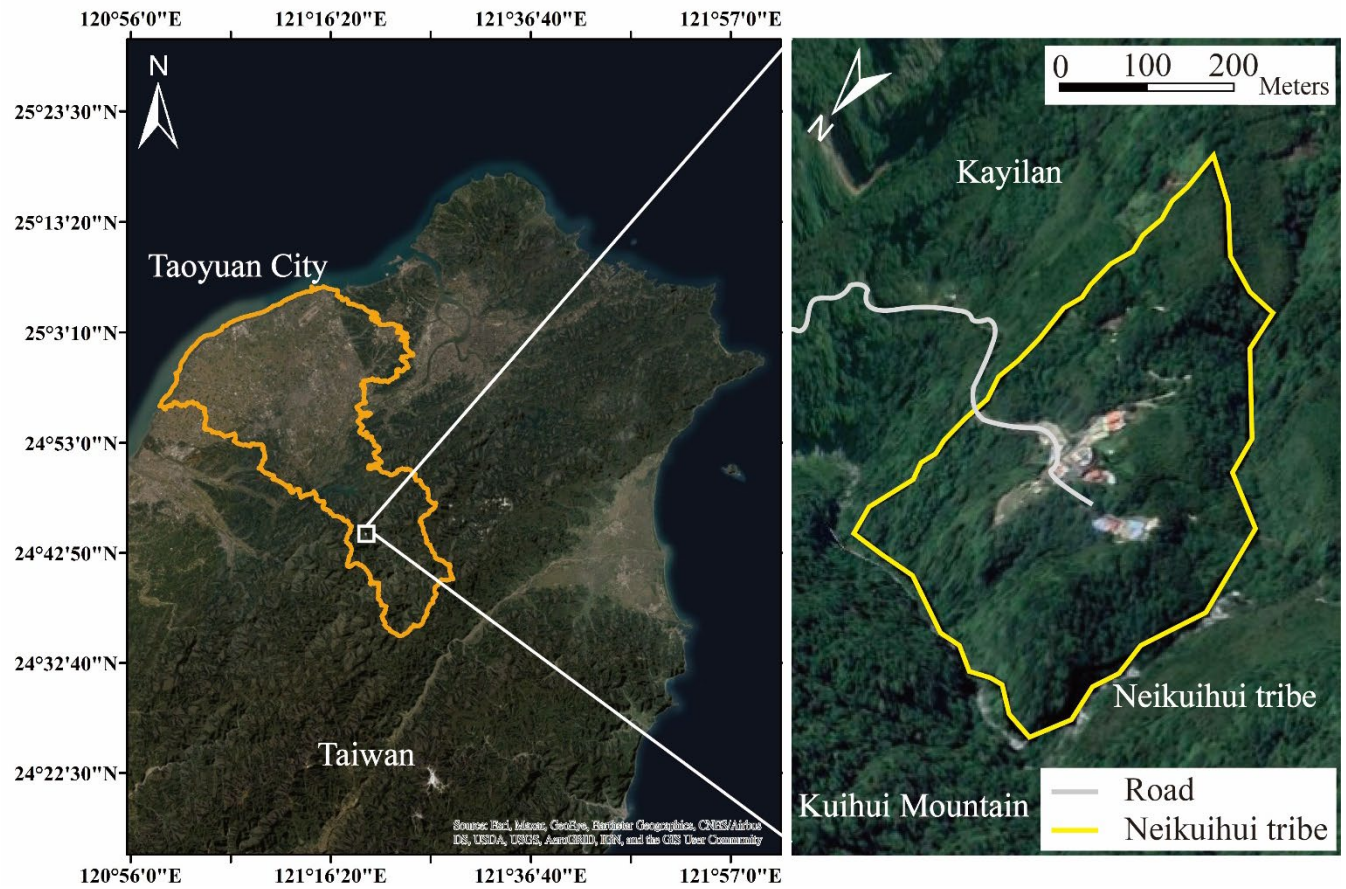 120°56'0"E 121°16'20"E 121°36'40"E 121°57'0"E
N
25°23'30"N
25°13'20"N
25°3'10"N
24°53'0"N
24°42'50"N
24°32'40"N
24°22'30"N
Taoyuan City
Taiwan
Source: Esri, Maxar, GeoEye, Earthstar Geographics, CNES/Airbus
DS, USDA, USGS, AeroGRID, IGN, and the GIS User Community
120°56'0"E 121°16'20"E 121°36'40"E 121°57'0"E
0 100 200
Meters
N
Kayilan
Neikuihui tribe
Kuihui Mountain
Road
Neikuihui tribe